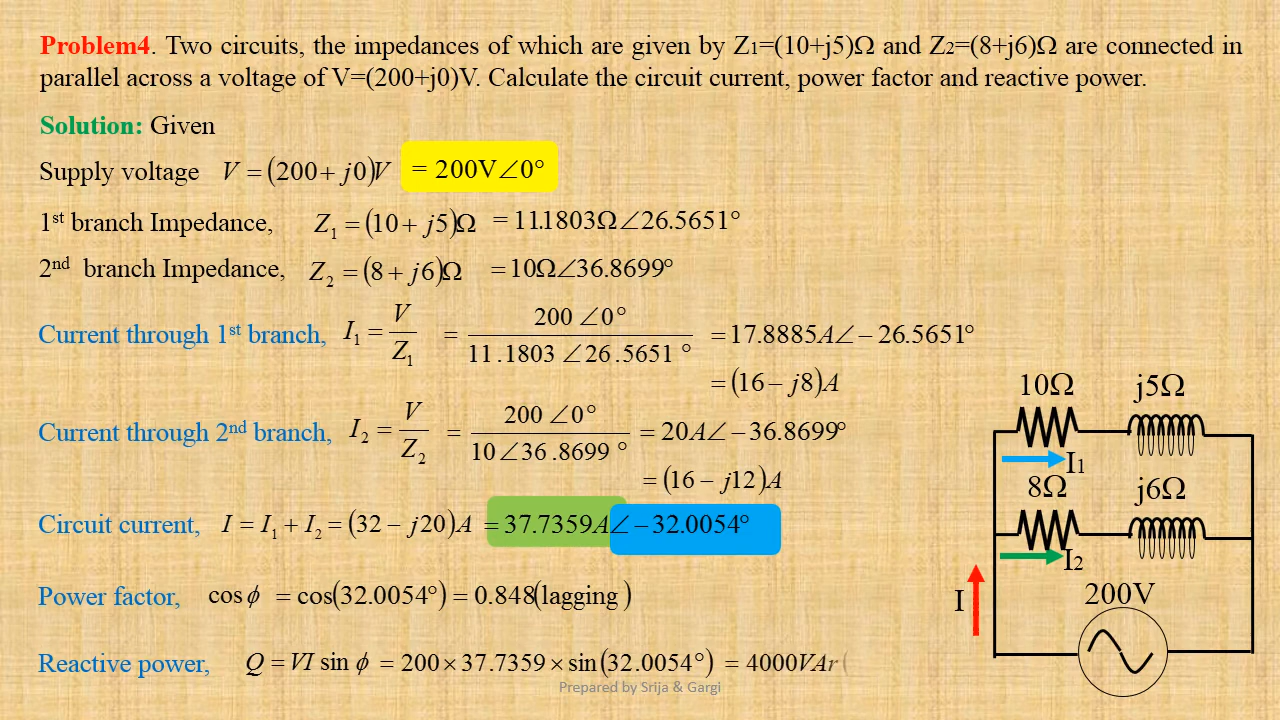 Problem4. Two circuits, the impedances of which are given by Z1=(10+j5)Ω and Z2=(8+j6)Ω are connected in
parallel across a voltage of V=(200+j0)V. Calculate the circuit current, power factor and reactive power.
Solution: Given
Supply voltage V = (200 + j0)V = 200V∠0°
1st branch Impedance, Z₁ = (10 + j5)Ω = 11.1803Ω∠26.5651°
2nd branch Impedance, Z₂ = (8 + j6)Ω = 10Ω∠36.8699°
Current through 1st branch, I₁ = V/Z₁ = 200 ∠0° / 11.1803 ∠26.5651° = 17.8885A∠−26.5651°
= (16 − j8)A
Current through 2nd branch, I₂ = V/Z₂ = 200 ∠0° / 10∠36.8699° = 20A∠−36.8699°
= (16 − j12)A
Circuit current, I = I₁ + I₂ = (32 − j20)A = 37.7359A∠−32.0054°
Power factor, cosϕ = cos(32.0054°) = 0.848(lagging)
Reactive power, Q = VI sin ϕ = 200 × 37.7359 × sin(32.0054°) = 4000VAr (
Prepared by Srija & Gargi
10Ω j5Ω
I₁
8Ω j6Ω
I₂
I 200V